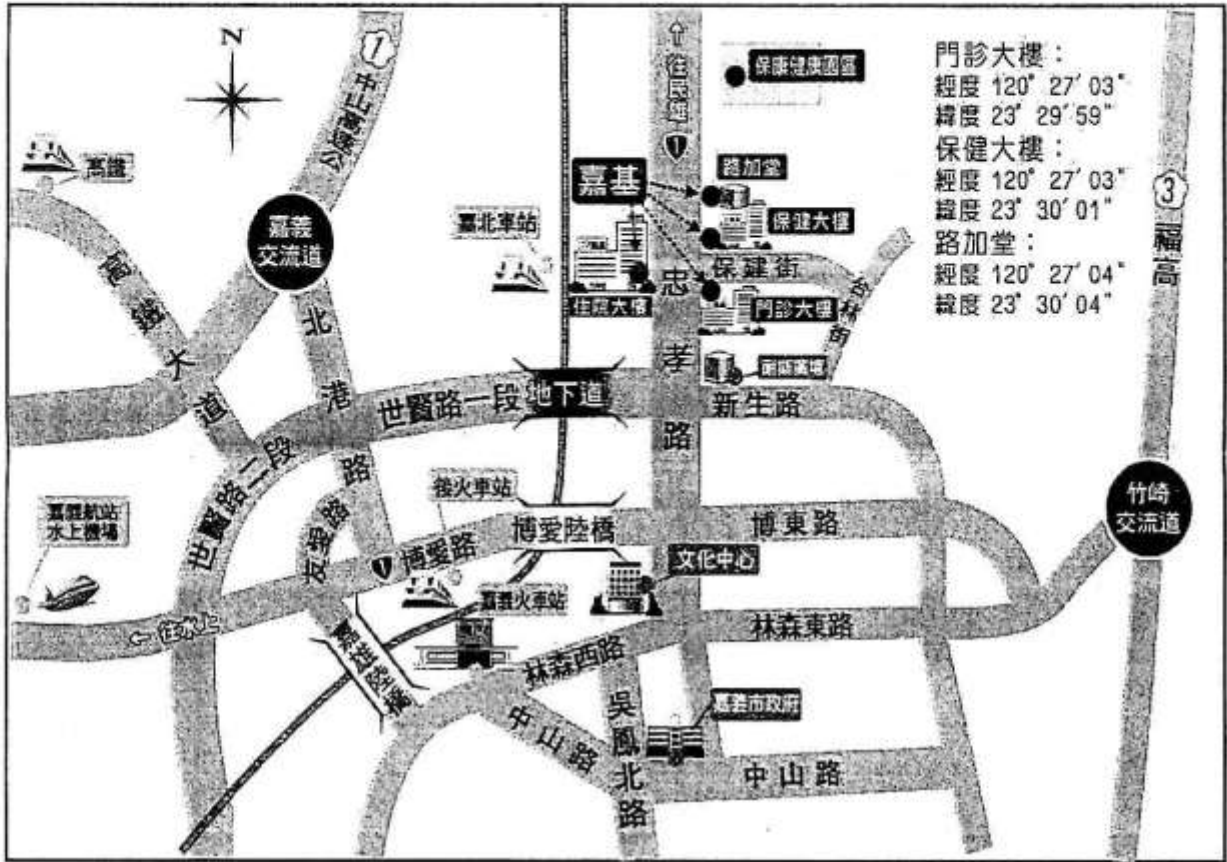 N
1
中山高速公路
↑往民雄
1
保康健康園區
門診大樓：
經度 120° 27′ 03″
緯度 23° 29′ 59″
保健大樓：
經度 120° 27′ 03″
緯度 23° 30′ 01″
路加堂：
經度 120° 27′ 04″
緯度 23° 30′ 04″
3
福高
高鐵
嘉義
交流道
嘉北車站
嘉基
路加堂
保健大樓
保建街
住院大樓
門診大樓
忠孝路
高鐵大道
北港路
世賢路一段
地下道
新生路
世賢路二段
友愛路
後火車站
博愛陸橋
博東路
竹崎
交流道
嘉義航站
水上機場
1
博愛路
文化中心
嘉義火車站
←往水上
林森東路
嘉雄陸橋
林森西路
吳鳳北路
嘉義市政府
中山路
中山路